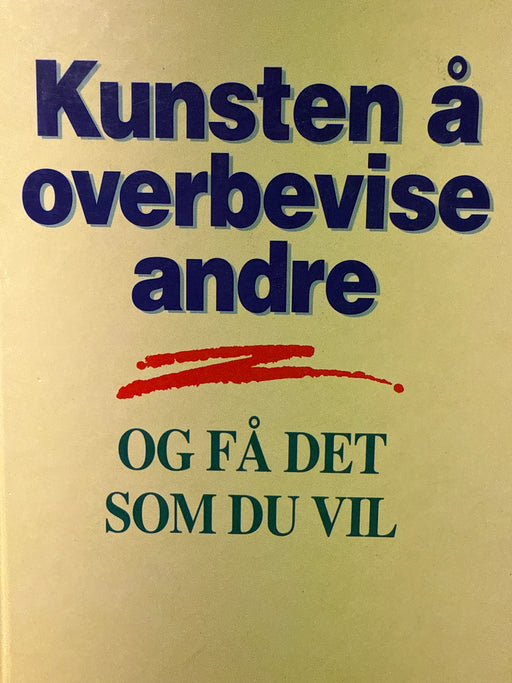 Kunsten å
overbevise
andre
OG FÅ DET
SOM DU VIL